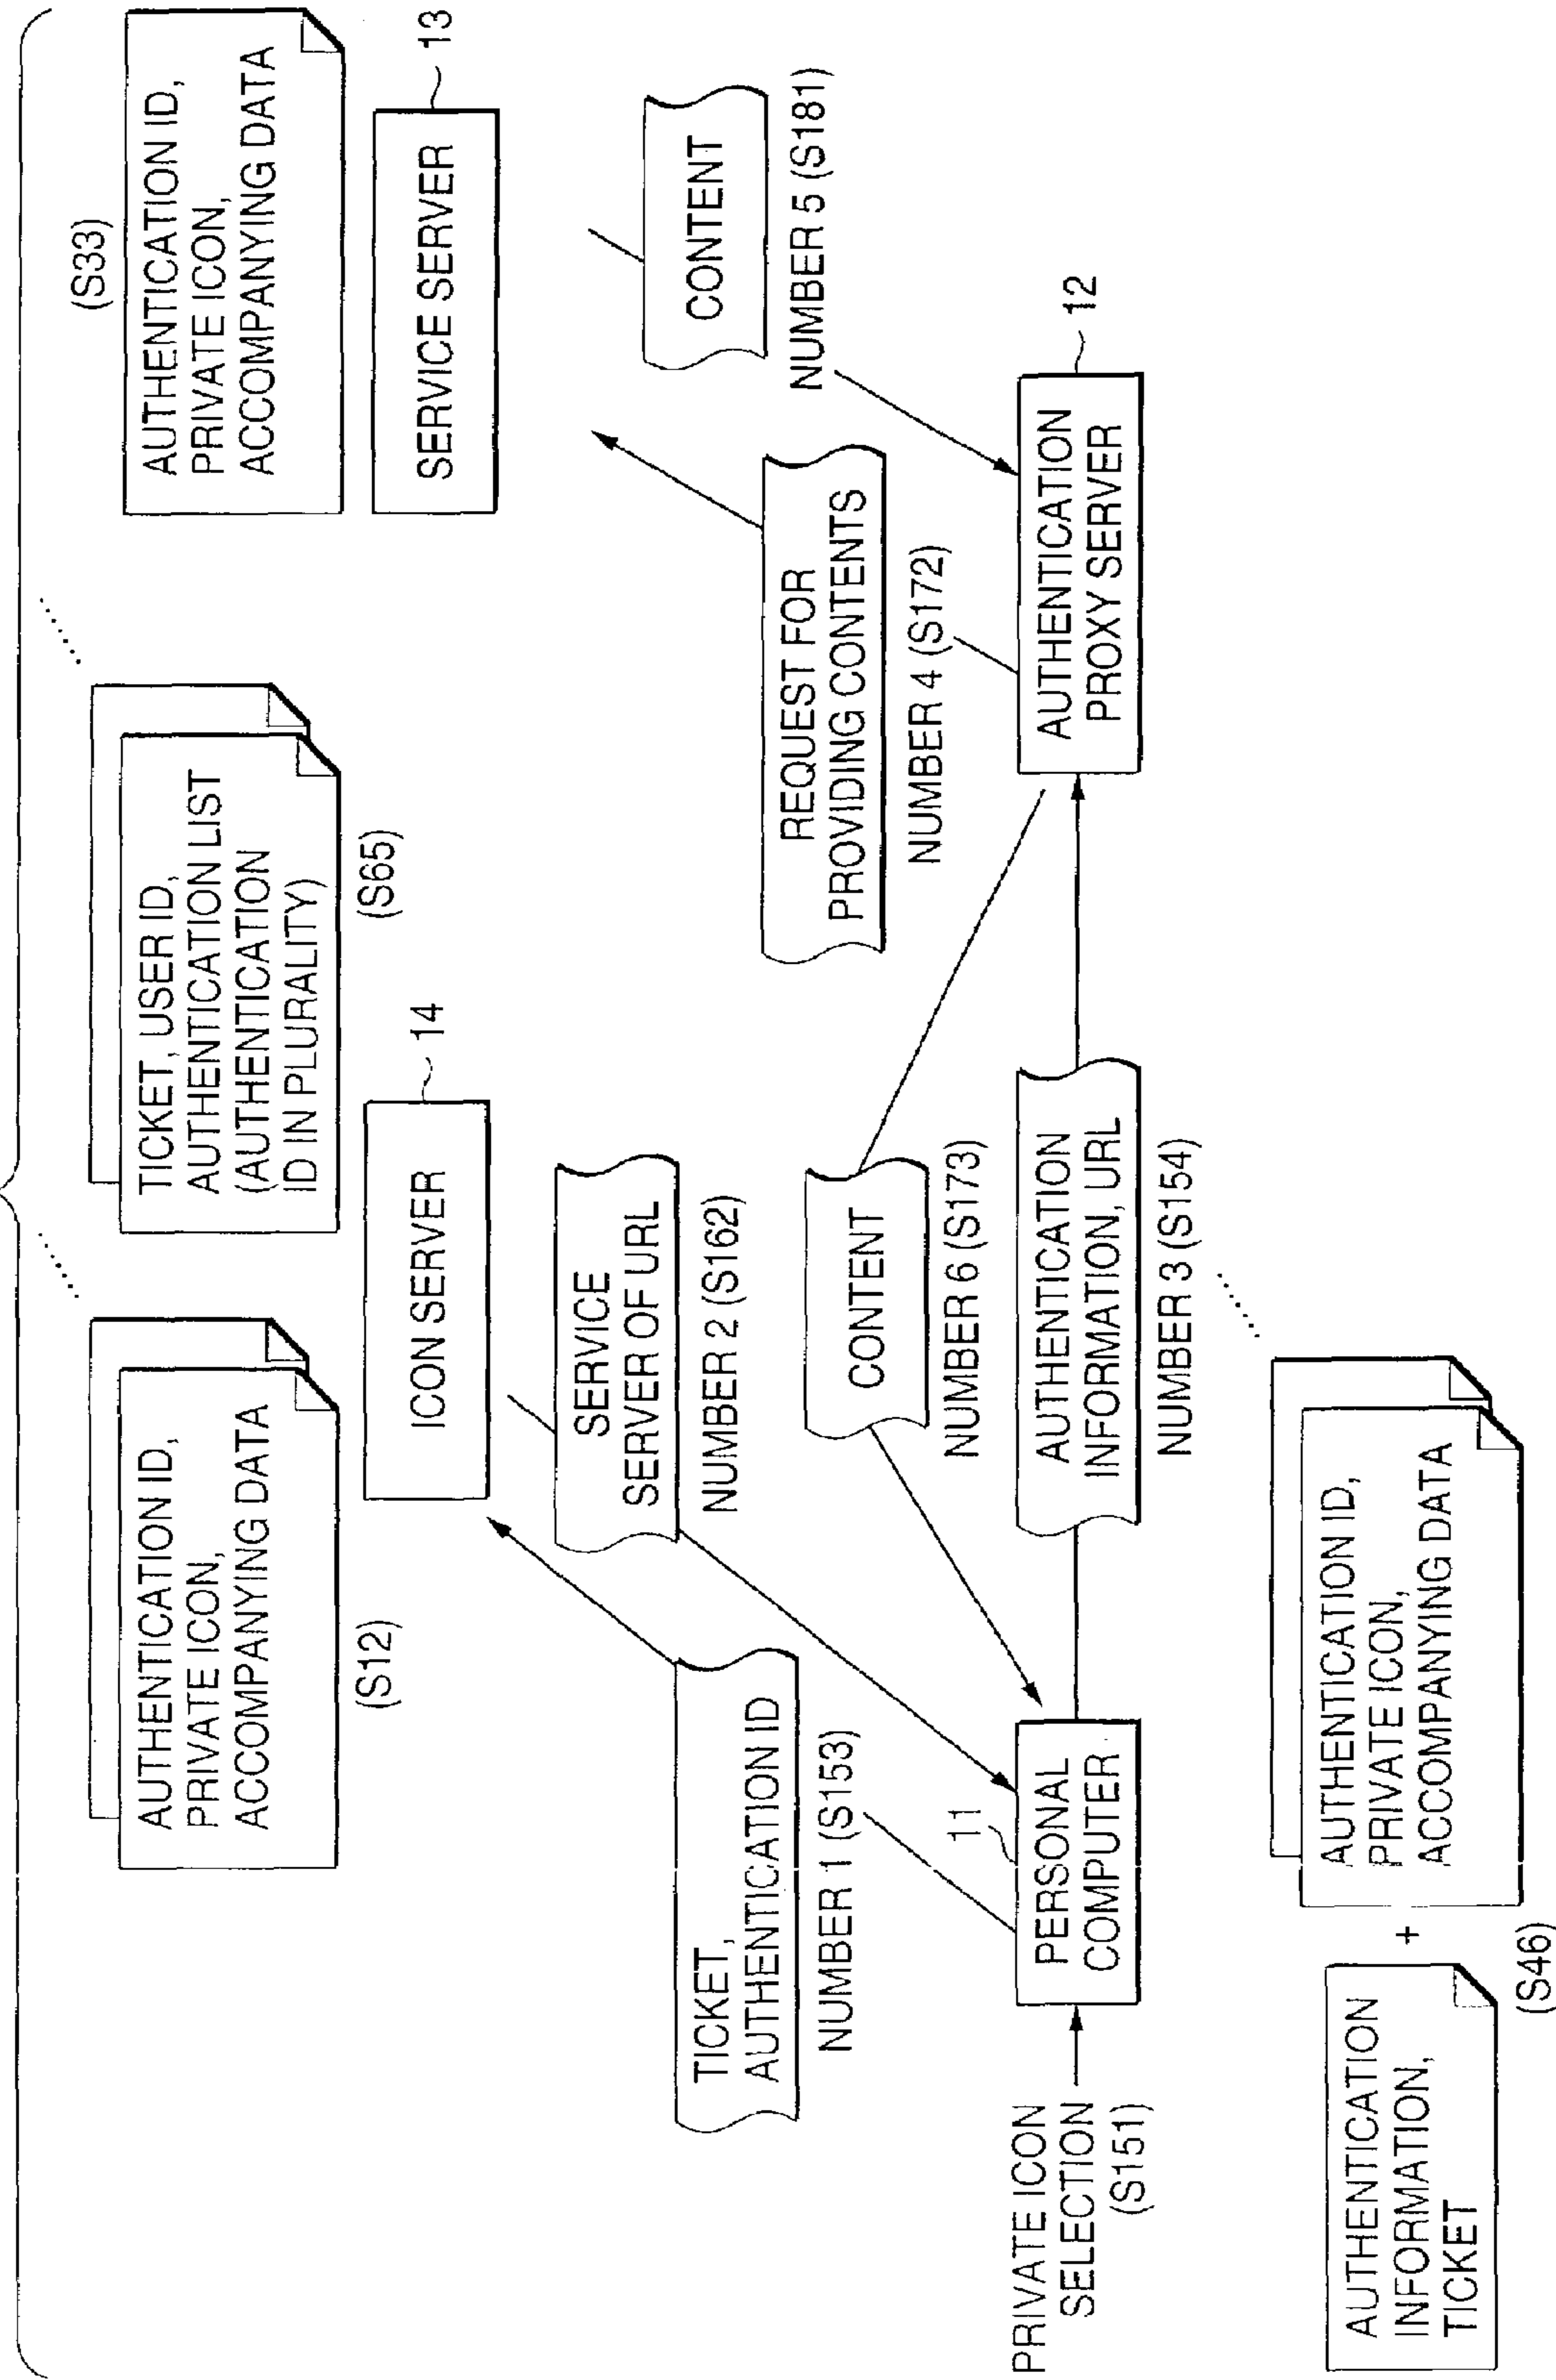 AUTHENTICATION ID,
PRIVATE ICON,
ACCOMPANYING DATA
(S12)
TICKET, USER ID,
AUTHENTICATION LIST
(AUTHENTICATION
ID IN PLURALITY)
(S65)
(S33)
AUTHENTICATION ID,
PRIVATE ICON,
ACCOMPANYING DATA
ICON SERVER
14
SERVICE SERVER
13
TICKET,
AUTHENTICATION ID
NUMBER 1 (S153)
SERVICE
SERVER OF URL
NUMBER 2 (S162)
CONTENT
NUMBER 6 (S173)
REQUEST FOR
PROVIDING CONTENTS
NUMBER 4 (S172)
CONTENT
NUMBER 5 (S181)
PRIVATE ICON
SELECTION
(S151)
11
PERSONAL
COMPUTER
AUTHENTICATION
INFORMATION, URL
NUMBER 3 (S154)
AUTHENTICATION
PROXY SERVER
12
AUTHENTICATION
INFORMATION,
TICKET
+
AUTHENTICATION ID,
PRIVATE ICON,
ACCOMPANYING DATA
(S46)